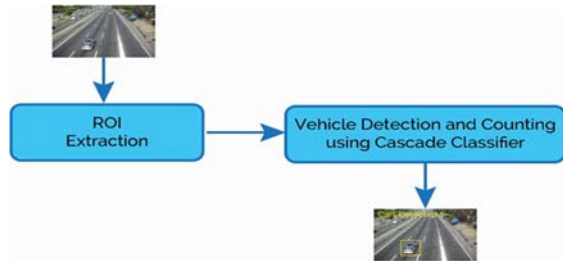 ROI
Extraction
Vehicle Detection and Counting
using Cascade Classifier